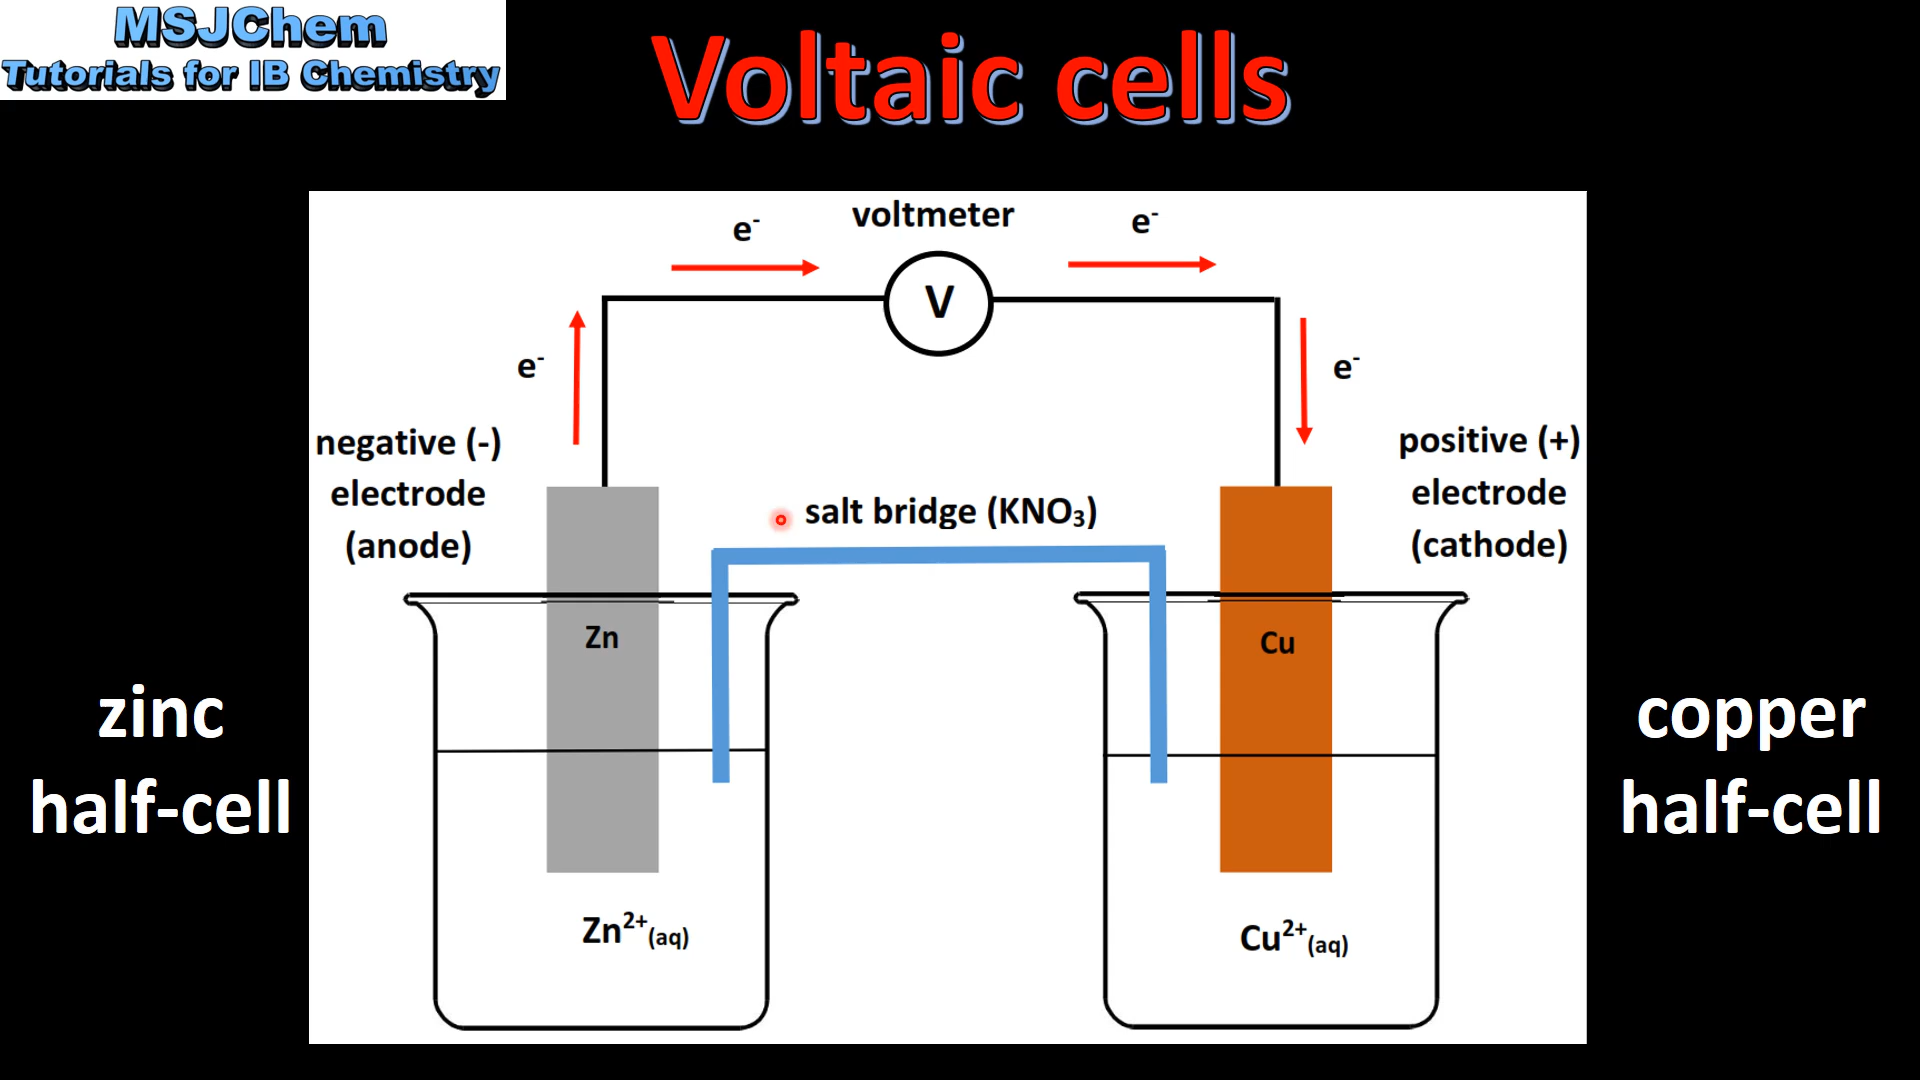 MSJChem
Tutorials for IB Chemistry
Voltaic cells
voltmeter
e⁻
e⁻
V
e⁻
e⁻
negative (-)
electrode
(anode)
positive (+)
electrode
(cathode)
salt bridge (KNO₃)
Zn
Cu
zinc
half-cell
copper
half-cell
Zn²⁺(aq)
Cu²⁺(aq)